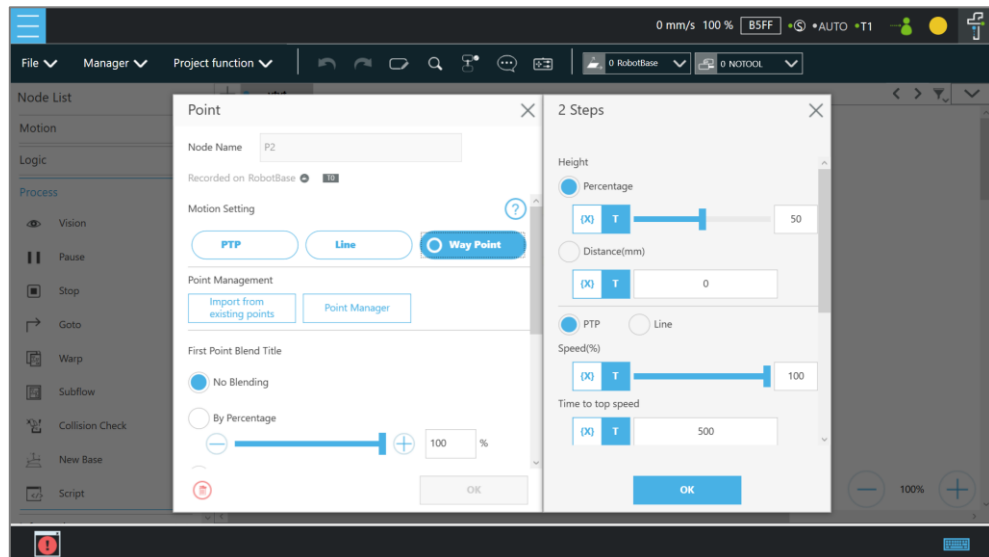 0 mm/s 100 % B5FF •Ⓢ •AUTO •T1
File Manager Project function 0 RobotBase 0 NOTOOL
Node List
Motion
Logic
Process
Vision
Pause
Stop
Goto
Warp
Subflow
Collision Check
New Base
Script
Point
Node Name P2
Recorded on RobotBase T0
Motion Setting ?
PTP Line Way Point
Point Management
Import from
existing points
Point Manager
First Point Blend Title
No Blending
By Percentage
100 %
OK
2 Steps
Height
Percentage
{X} T 50
Distance(mm)
{X} T 0
PTP Line
Speed(%)
{X} T 100
Time to top speed
{X} T 500
OK
100%